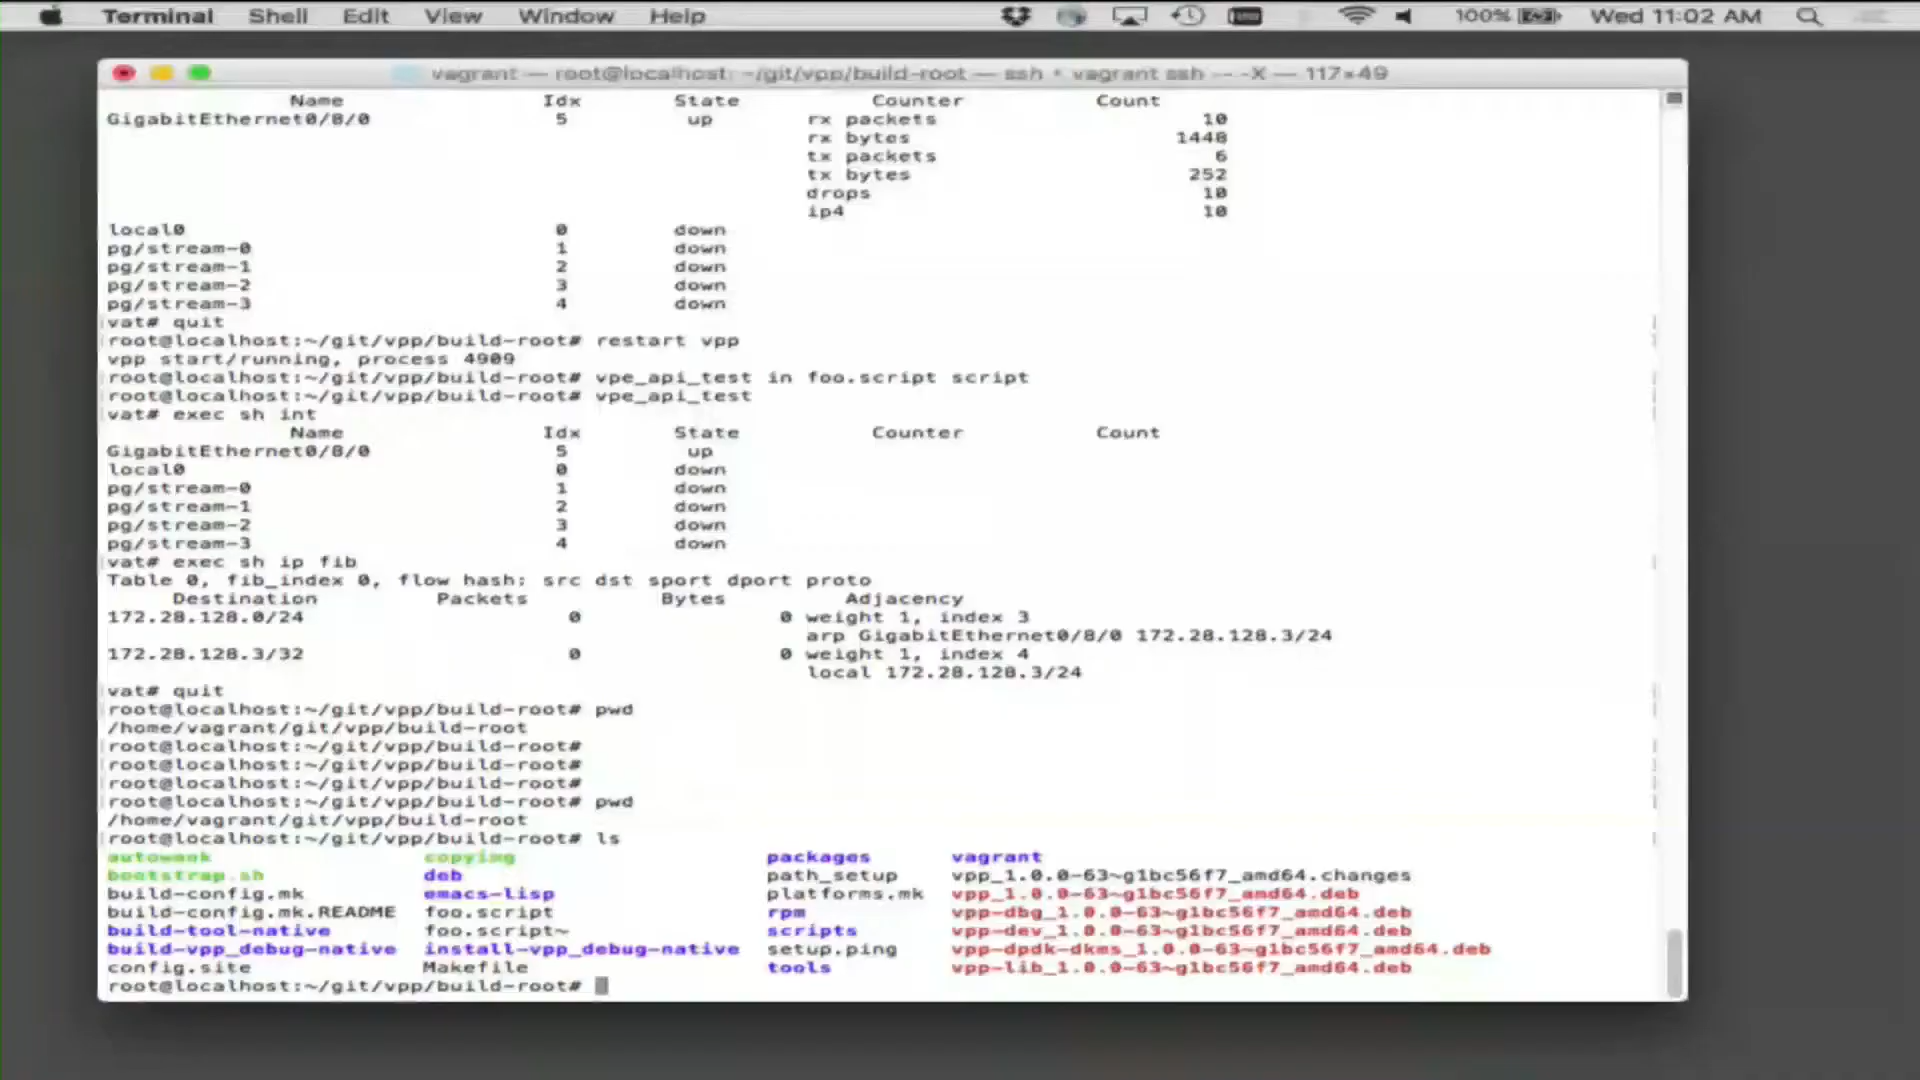 Terminal Shell Edit View Window Help 100% Wed 11:02 AM
vagrant — root@localhost: ~/git/vpp/build-root — ssh • vagrant ssh -- -X — 117×49
Name Idx State Counter Count
GigabitEthernet0/8/0 5 up rx packets 10
rx bytes 1448
tx packets 6
tx bytes 252
drops 10
ip4 10
local0 0 down
pg/stream-0 1 down
pg/stream-1 2 down
pg/stream-2 3 down
pg/stream-3 4 down
vat# quit
root@localhost:~/git/vpp/build-root# restart vpp
vpp start/running, process 4909
root@localhost:~/git/vpp/build-root# vpe_api_test in foo.script script
root@localhost:~/git/vpp/build-root# vpe_api_test
vat# exec sh int
Name Idx State Counter Count
GigabitEthernet0/8/0 5 up
local0 0 down
pg/stream-0 1 down
pg/stream-1 2 down
pg/stream-2 3 down
pg/stream-3 4 down
vat# exec sh ip fib
Table 0, fib_index 0, flow hash: src dst sport dport proto
Destination Packets Bytes Adjacency
172.28.128.0/24 0 0 weight 1, index 3
arp GigabitEthernet0/8/0 172.28.128.3/24
172.28.128.3/32 0 0 weight 1, index 4
local 172.28.128.3/24
vat# quit
root@localhost:~/git/vpp/build-root# pwd
/home/vagrant/git/vpp/build-root
root@localhost:~/git/vpp/build-root#
root@localhost:~/git/vpp/build-root#
root@localhost:~/git/vpp/build-root#
root@localhost:~/git/vpp/build-root# pwd
/home/vagrant/git/vpp/build-root
root@localhost:~/git/vpp/build-root# ls
autowank copyimg packages vagrant
bootstrap.sh deb path_setup vpp_1.0.0-63~g1bc56f7_amd64.changes
build-config.mk emacs-lisp platforms.mk vpp_1.0.0-63~g1bc56f7_amd64.deb
build-config.mk.README foo.script rpm vpp-dbg_1.0.0-63~g1bc56f7_amd64.deb
build-tool-native foo.script~ scripts vpp-dev_1.0.0-63~g1bc56f7_amd64.deb
build-vpp_debug-native install-vpp_debug-native setup.ping vpp-dpdk-dkms_1.0.0-63~g1bc56f7_amd64.deb
config.site Makefile tools vpp-lib_1.0.0-63~g1bc56f7_amd64.deb
root@localhost:~/git/vpp/build-root#